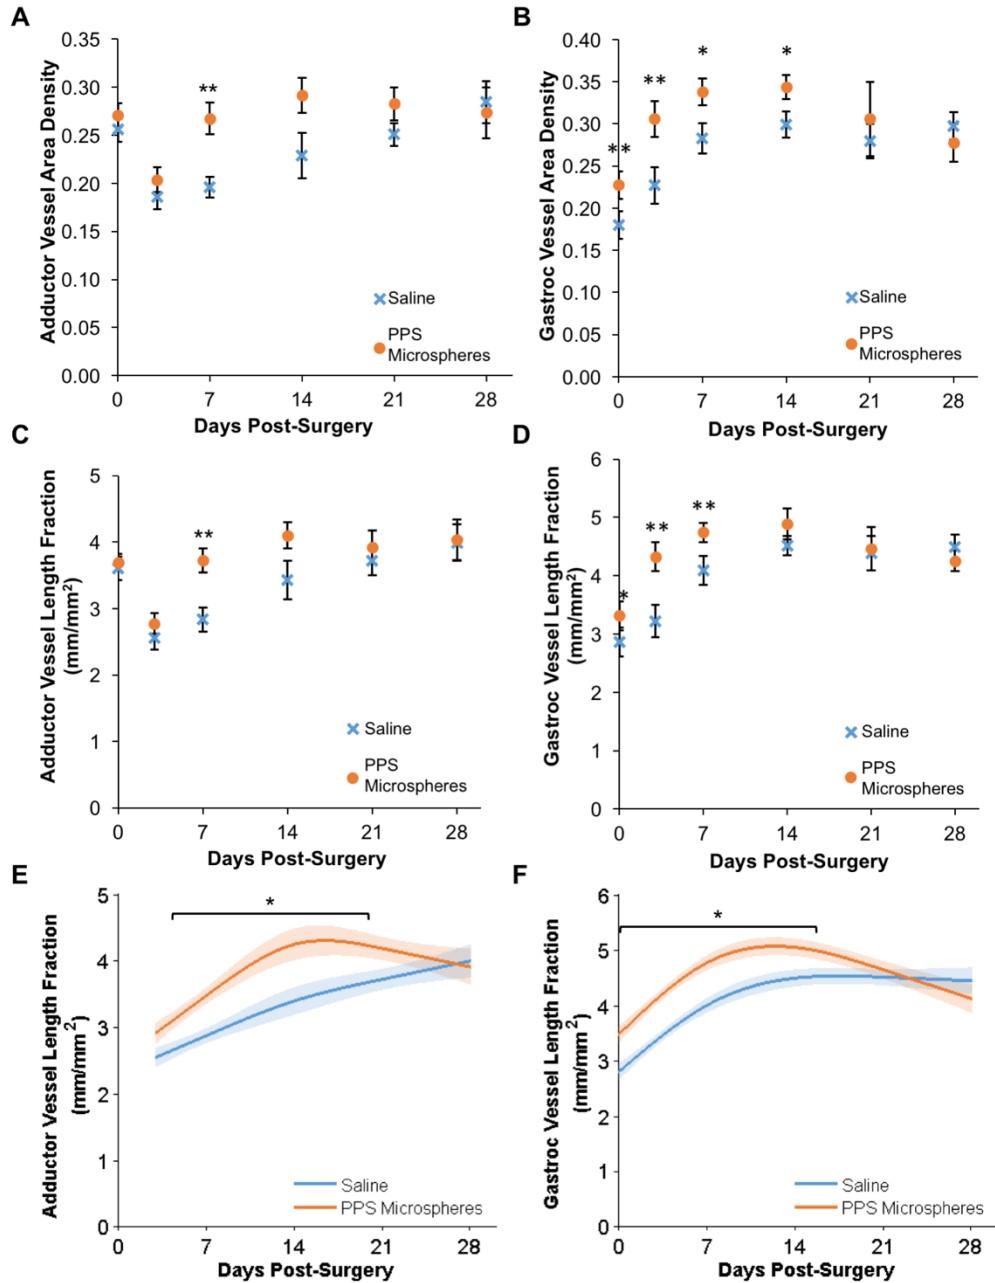 A
Adductor Vessel Area Density
0.35
0.30
0.25
0.20
0.15
0.10
0.05
0.00
**
Saline
PPS
Microspheres
0 7 14 21 28
Days Post-Surgery
B
Gastroc Vessel Area Density
0.40
0.35
0.30
0.25
0.20
0.15
0.10
0.05
0.00
**
**
*
*
Saline
PPS
Microspheres
0 7 14 21 28
Days Post-Surgery
C
Adductor Vessel Length Fraction
(mm/mm²)
5
4
3
2
1
0
**
Saline
PPS
Microspheres
0 7 14 21 28
Days Post-Surgery
D
Gastroc Vessel Length Fraction
(mm/mm²)
6
5
4
3
2
1
0
*
**
**
Saline
PPS
Microspheres
0 7 14 21 28
Days Post-Surgery
E
Adductor Vessel Length Fraction
(mm/mm²)
5
4
3
2
1
0
*
Saline
PPS Microspheres
0 7 14 21 28
Days Post-Surgery
F
Gastroc Vessel Length Fraction
(mm/mm²)
6
5
4
3
2
1
0
*
Saline
PPS Microspheres
0 7 14 21 28
Days Post-Surgery